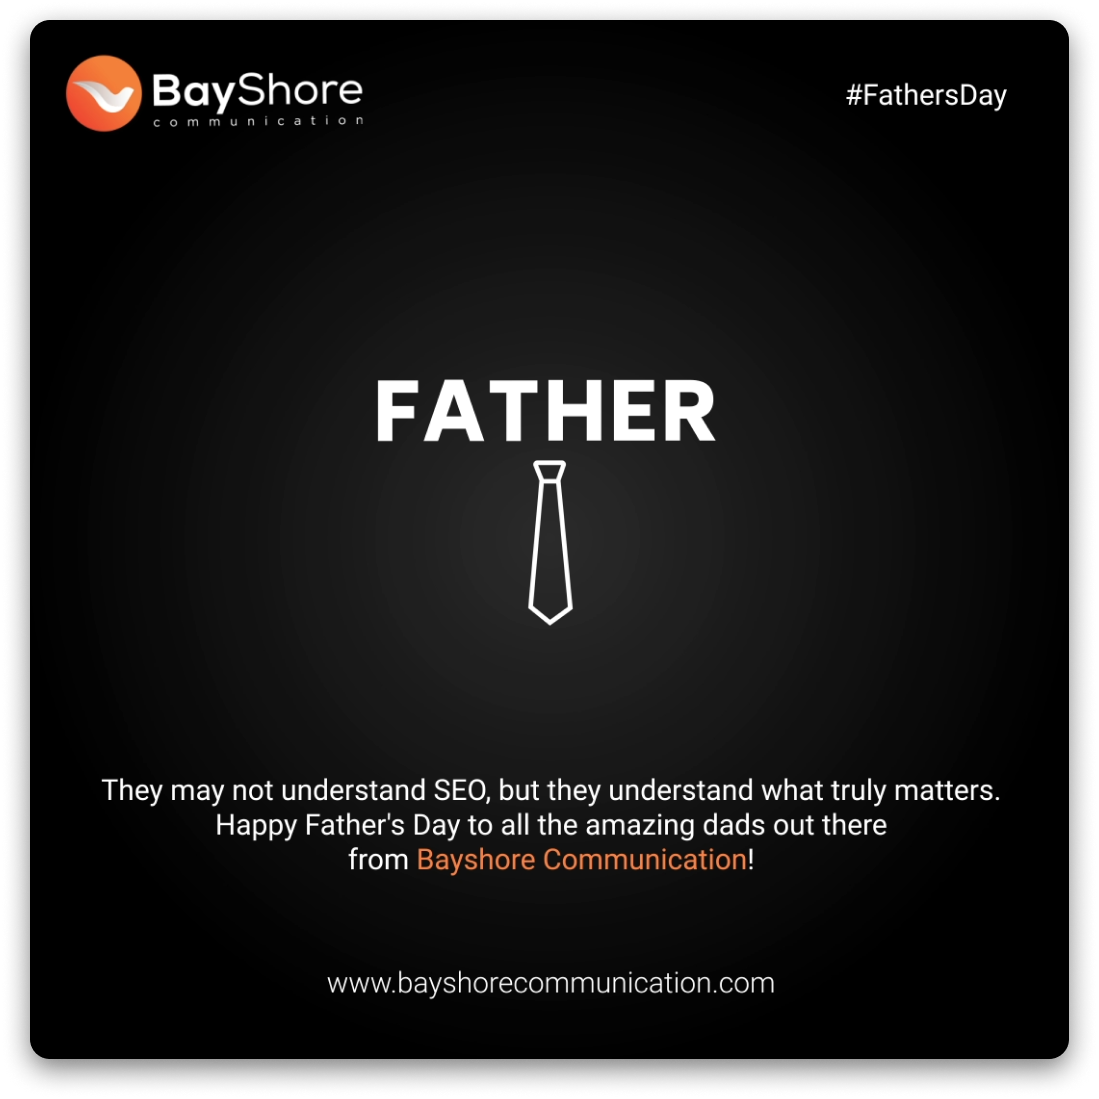 BayShore
communication
#FathersDay
FATHER
They may not understand SEO, but they understand what truly matters.
Happy Father's Day to all the amazing dads out there
from Bayshore Communication!
www.bayshorecommunication.com